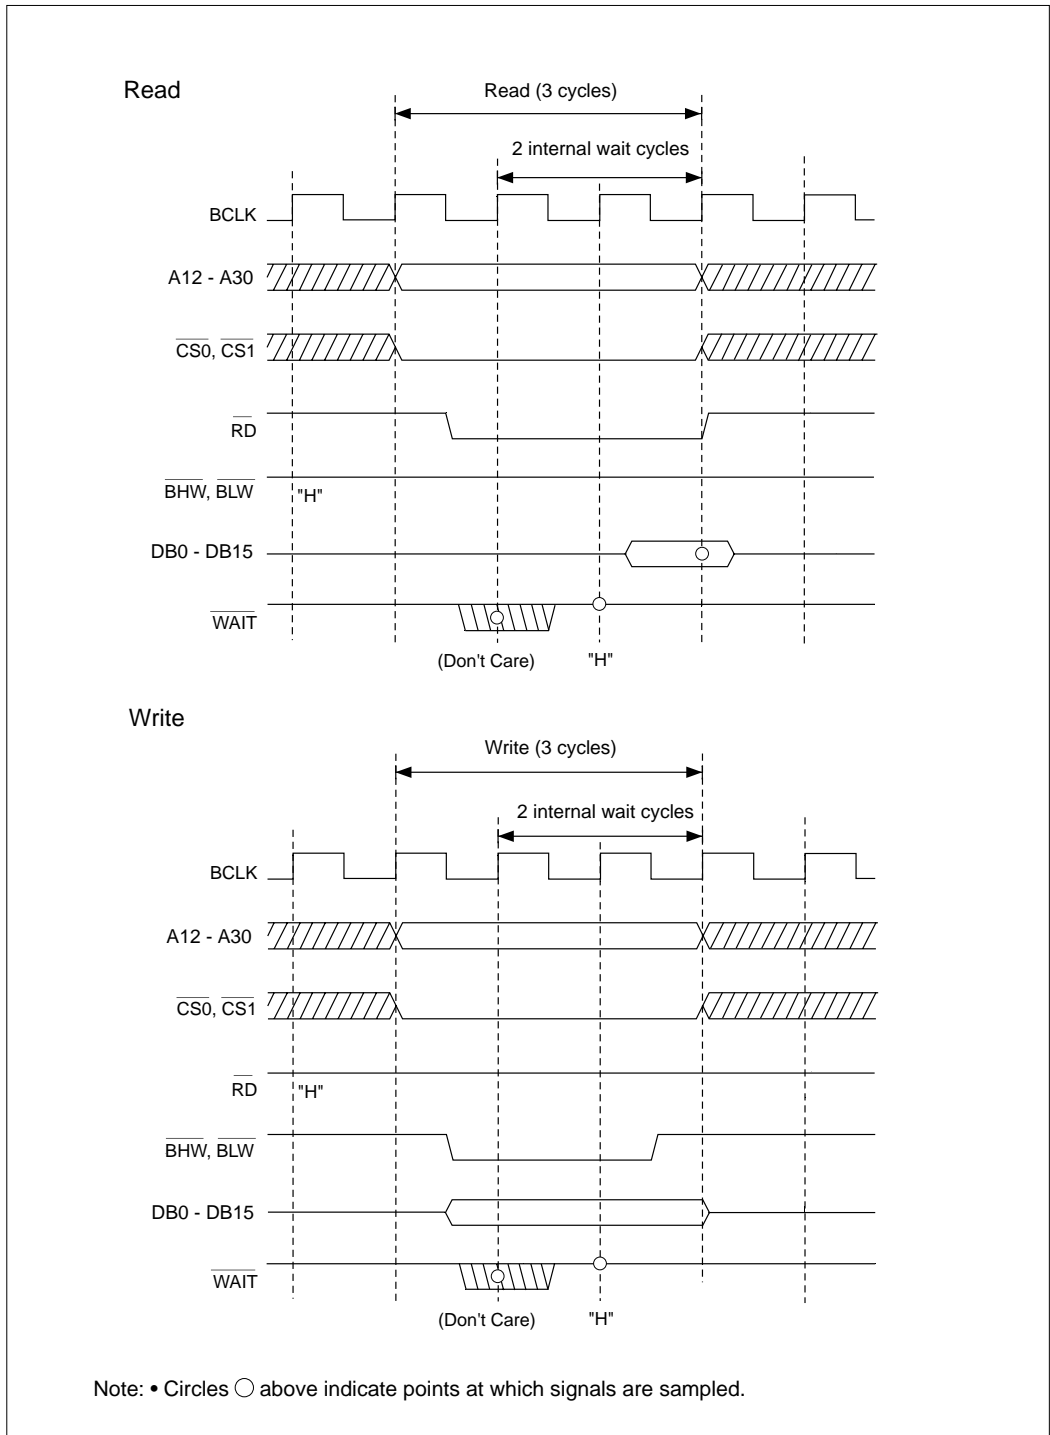 Read
Read (3 cycles)
2 internal wait cycles
BCLK
A12 - A30
CS0, CS1
RD
BHW, BLW
"H"
DB0 - DB15
WAIT
(Don't Care)
"H"
Write
Write (3 cycles)
2 internal wait cycles
BCLK
A12 - A30
CS0, CS1
RD
"H"
BHW, BLW
DB0 - DB15
WAIT
(Don't Care)
"H"
Note: • Circles ○ above indicate points at which signals are sampled.